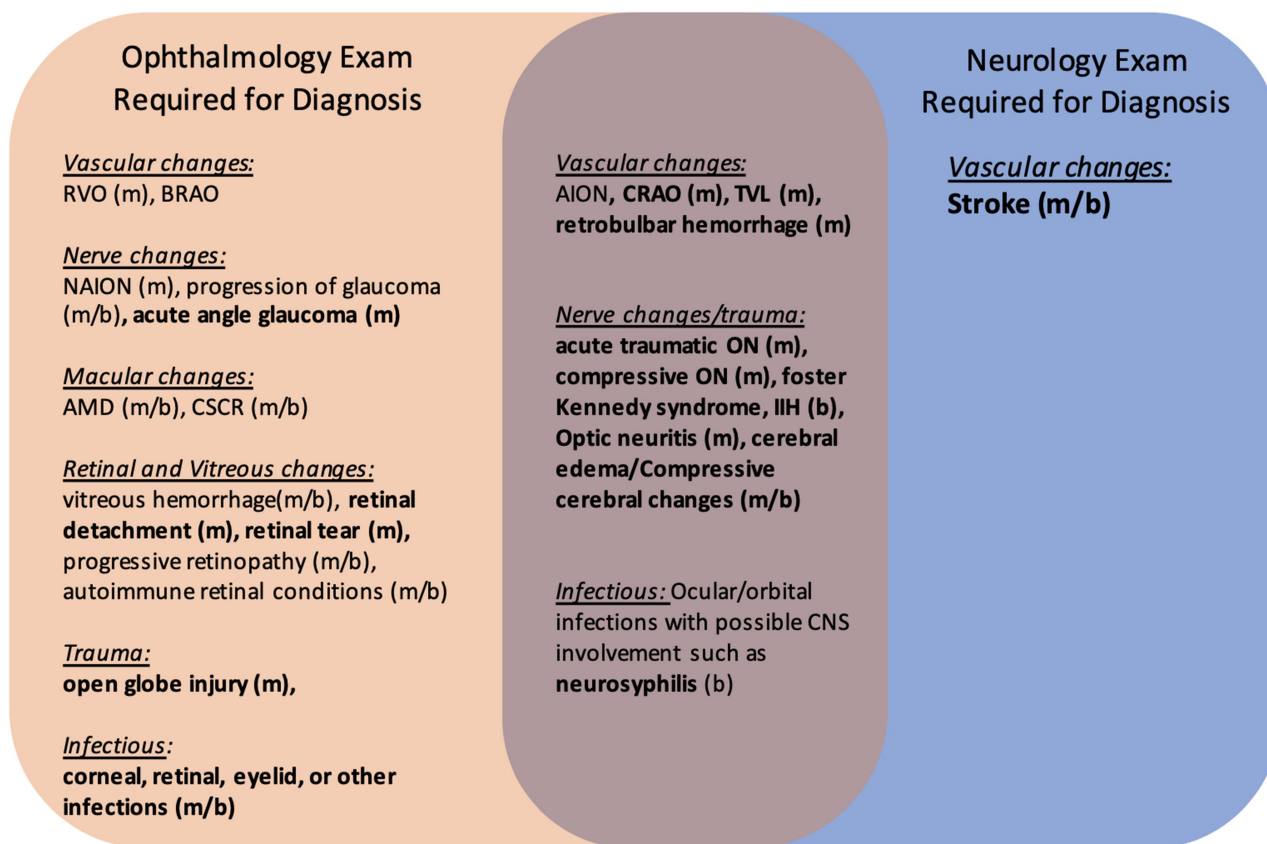 Ophthalmology Exam
Required for Diagnosis
Vascular changes:
RVO (m), BRAO
Nerve changes:
NAION (m), progression of glaucoma
(m/b), acute angle glaucoma (m)
Macular changes:
AMD (m/b), CSCR (m/b)
Retinal and Vitreous changes:
vitreous hemorrhage(m/b), retinal
detachment (m), retinal tear (m),
progressive retinopathy (m/b),
autoimmune retinal conditions (m/b)
Trauma:
open globe injury (m),
Infectious:
corneal, retinal, eyelid, or other
infections (m/b)
Vascular changes:
AION, CRAO (m), TVL (m),
retrobulbar hemorrhage (m)
Nerve changes/trauma:
acute traumatic ON (m),
compressive ON (m), foster
Kennedy syndrome, IIH (b),
Optic neuritis (m), cerebral
edema/Compressive
cerebral changes (m/b)
Infectious: Ocular/orbital
infections with possible CNS
involvement such as
neurosyphilis (b)
Neurology Exam
Required for Diagnosis
Vascular changes:
Stroke (m/b)